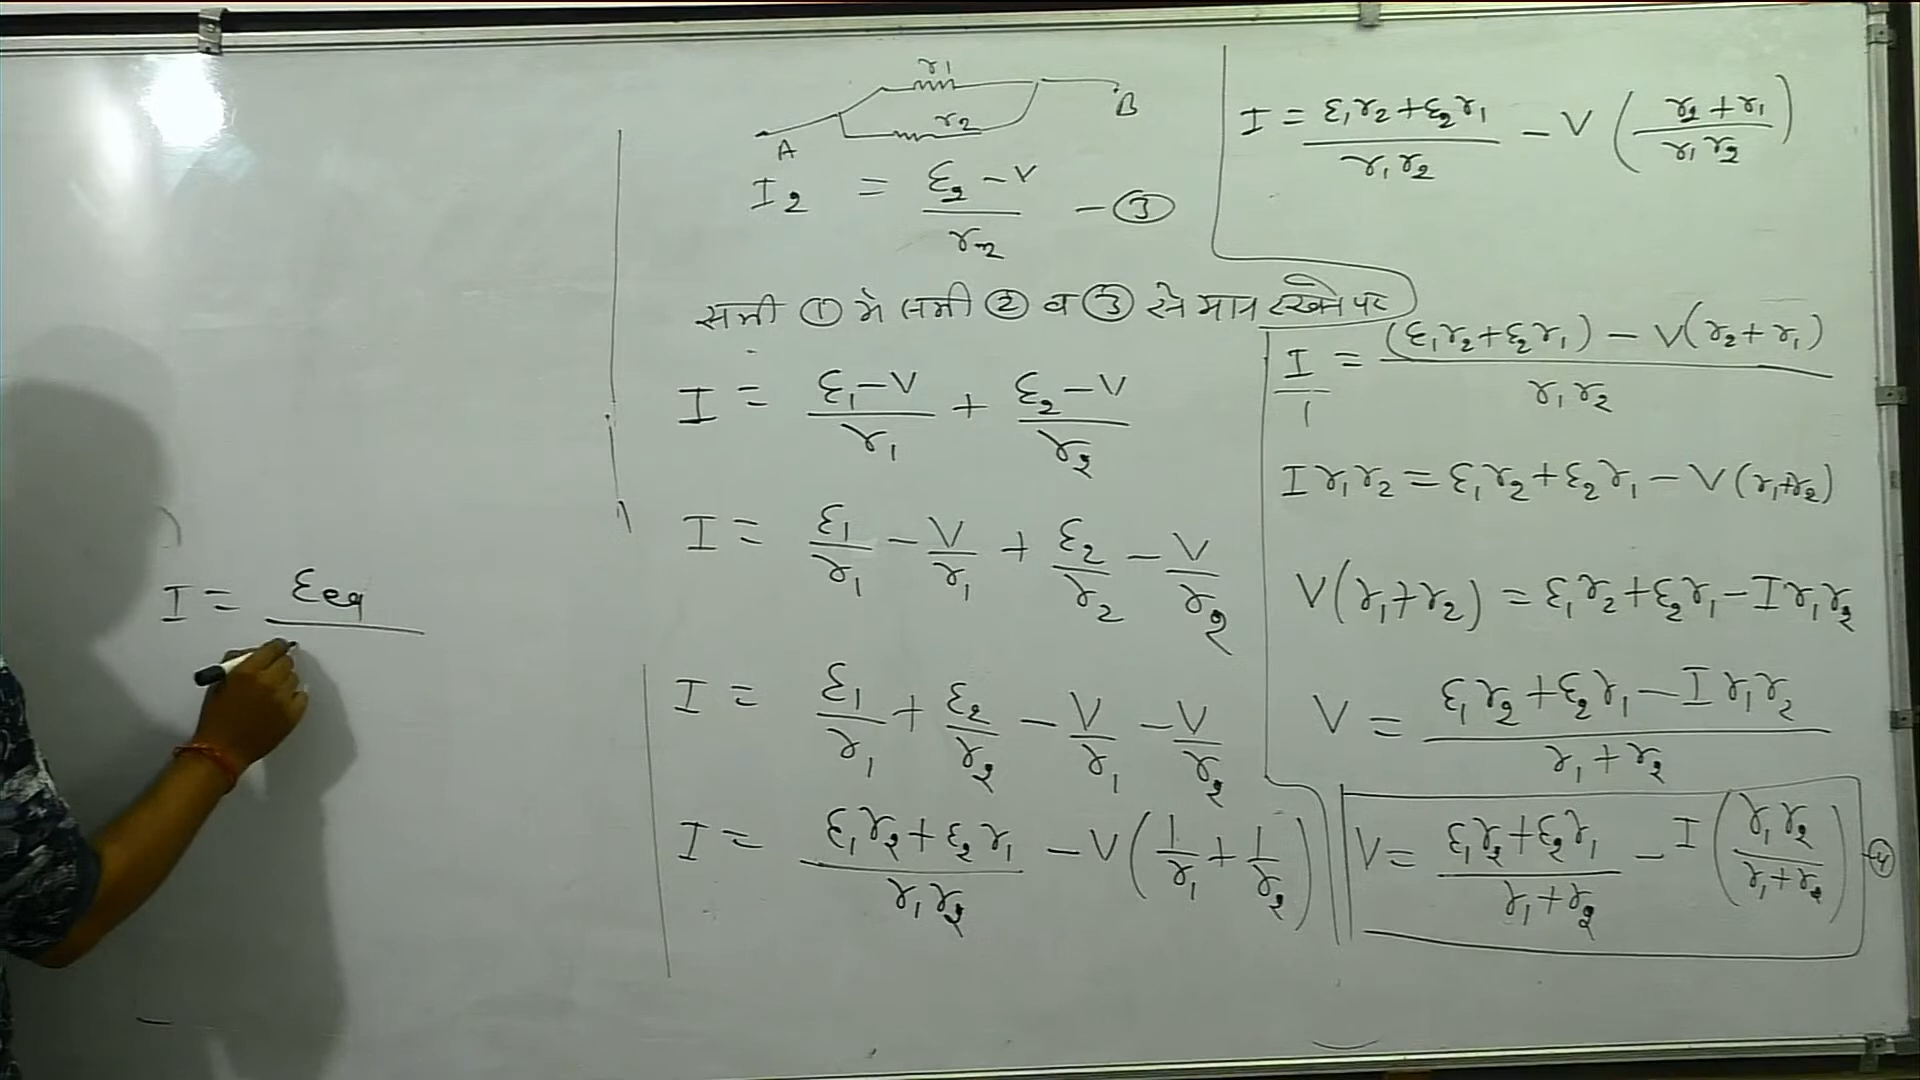 I = εeq
r1
r2
A
B
I2 = ε2 - V / r2 - ③
समी ① में समी ② व ③ से मान रखने पर
I = ε1-V / r1 + ε2-V / r2
I = ε1/r1 - V/r1 + ε2/r2 - V/r2
I = ε1/r1 + ε2/r2 - V/r1 - V/r2
I = ε1r2+ε2r1 / r1r2 - V(1/r1 + 1/r2)
I = ε1r2+ε2r1 / r1r2 - V(r2+r1 / r1r2)
I/1 = (ε1r2+ε2r1) - V(r2+r1) / r1r2
Ir1r2 = ε1r2+ε2r1 - V(r1+r2)
V(r1+r2) = ε1r2+ε2r1-Ir1r2
V = ε1r2+ε2r1-Ir1r2 / r1+r2
V = ε1r2+ε2r1 / r1+r2 - I(r1r2 / r1+r2) - ④